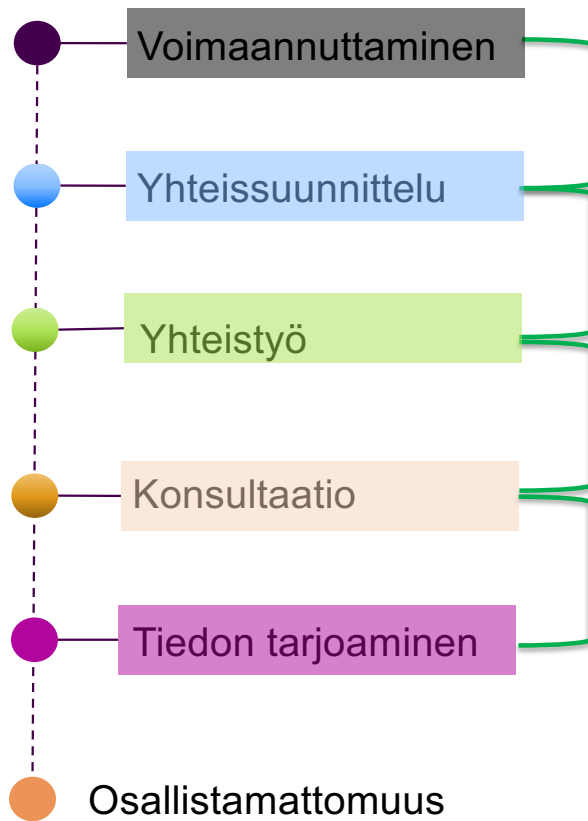 Voimaannuttaminen
Yhteissuunnittelu
Yhteistyö
Konsultaatio
Tiedon tarjoaminen
Osallistamattomuus